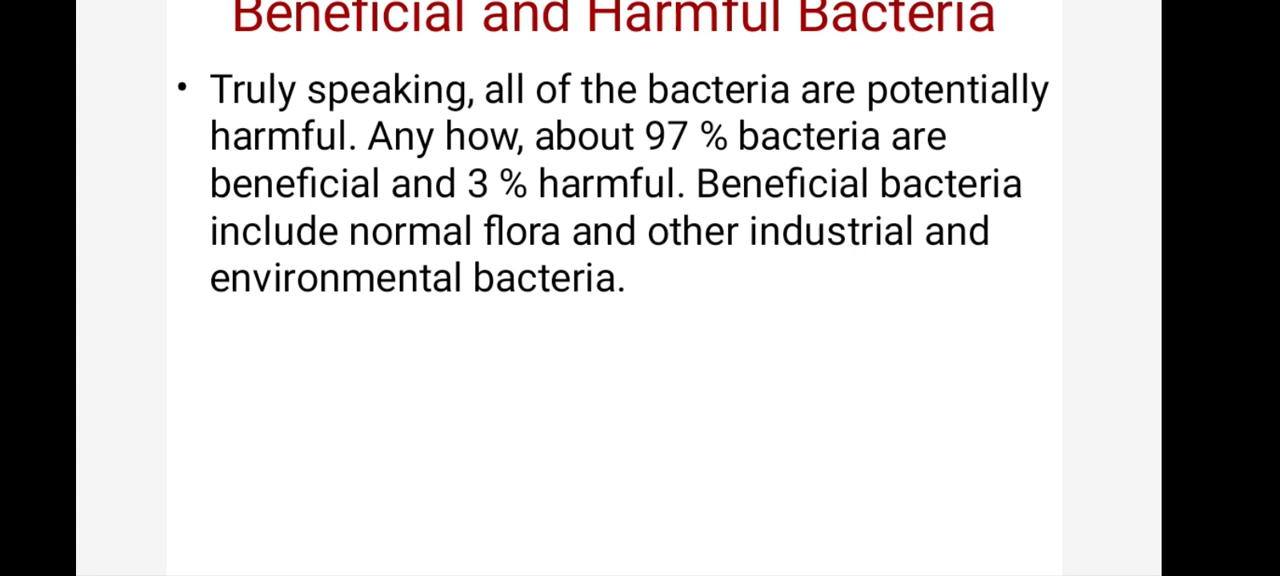 Beneficial and Harmful Bacteria
• Truly speaking, all of the bacteria are potentially
harmful. Any how, about 97 % bacteria are
beneficial and 3 % harmful. Beneficial bacteria
include normal flora and other industrial and
environmental bacteria.